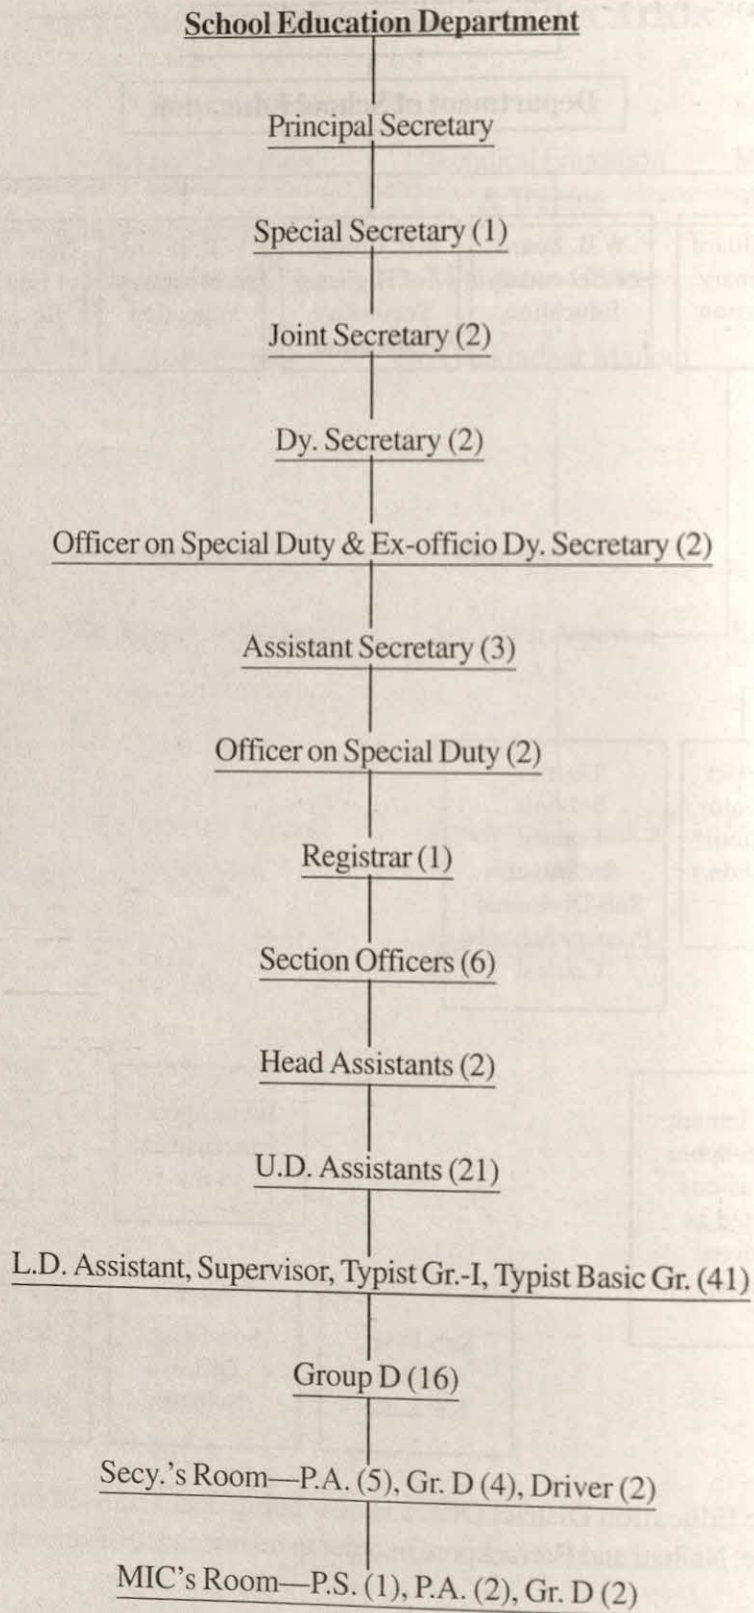 School Education Department
Principal Secretary
Special Secretary (1)
Joint Secretary (2)
Dy. Secretary (2)
Officer on Special Duty & Ex-officio Dy. Secretary (2)
Assistant Secretary (3)
Officer on Special Duty (2)
Registrar (1)
Section Officers (6)
Head Assistants (2)
U.D. Assistants (21)
L.D. Assistant, Supervisor, Typist Gr.-I, Typist Basic Gr. (41)
Group D (16)
Secy.'s Room—P.A. (5), Gr. D (4), Driver (2)
MIC's Room—P.S. (1), P.A. (2), Gr. D (2)